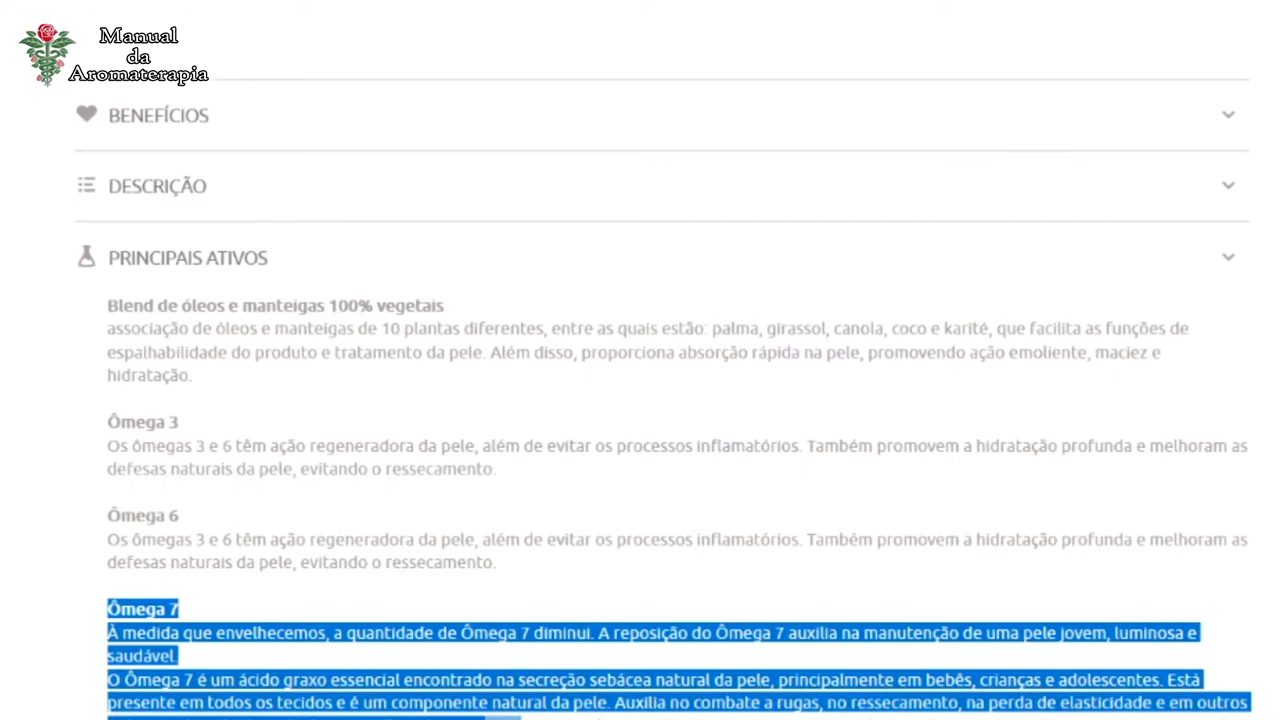 Manual
da
Aromaterapia
BENEFÍCIOS
DESCRIÇÃO
PRINCIPAIS ATIVOS
Blend de óleos e manteigas 100% vegetais
associação de óleos e manteigas de 10 plantas diferentes, entre as quais estão: palma, girassol, canola, coco e karité, que facilita as funções de
espalhabilidade do produto e tratamento da pele. Além disso, proporciona absorção rápida na pele, promovendo ação emoliente, maciez e
hidratação.
Ômega 3
Os ômegas 3 e 6 têm ação regeneradora da pele, além de evitar os processos inflamatórios. Também promovem a hidratação profunda e melhoram as
defesas naturais da pele, evitando o ressecamento.
Ômega 6
Os ômegas 3 e 6 têm ação regeneradora da pele, além de evitar os processos inflamatórios. Também promovem a hidratação profunda e melhoram as
defesas naturais da pele, evitando o ressecamento.
Ômega 7
À medida que envelhecemos, a quantidade de Ômega 7 diminui. A reposição do Ômega 7 auxilia na manutenção de uma pele jovem, luminosa e
saudável.
O Ômega 7 é um ácido graxo essencial encontrado na secreção sebácea natural da pele, principalmente em bebês, crianças e adolescentes. Está
presente em todos os tecidos e é um componente natural da pele. Auxilia no combate a rugas, no ressecamento, na perda de elasticidade e em outros